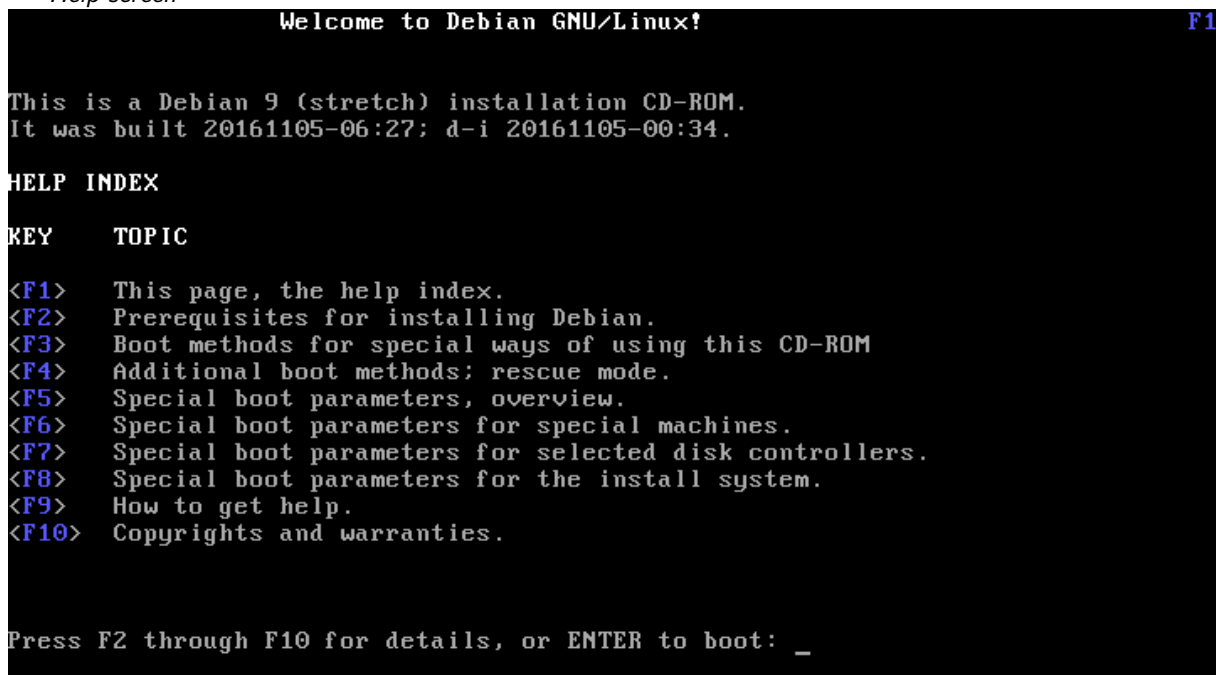 Help screen
Welcome to Debian GNU/Linux! F1
This is a Debian 9 (stretch) installation CD-ROM.
It was built 20161105-06:27; d-i 20161105-00:34.
HELP INDEX
KEY TOPIC
<F1> This page, the help index.
<F2> Prerequisites for installing Debian.
<F3> Boot methods for special ways of using this CD-ROM
<F4> Additional boot methods; rescue mode.
<F5> Special boot parameters, overview.
<F6> Special boot parameters for special machines.
<F7> Special boot parameters for selected disk controllers.
<F8> Special boot parameters for the install system.
<F9> How to get help.
<F10> Copyrights and warranties.
Press F2 through F10 for details, or ENTER to boot: _